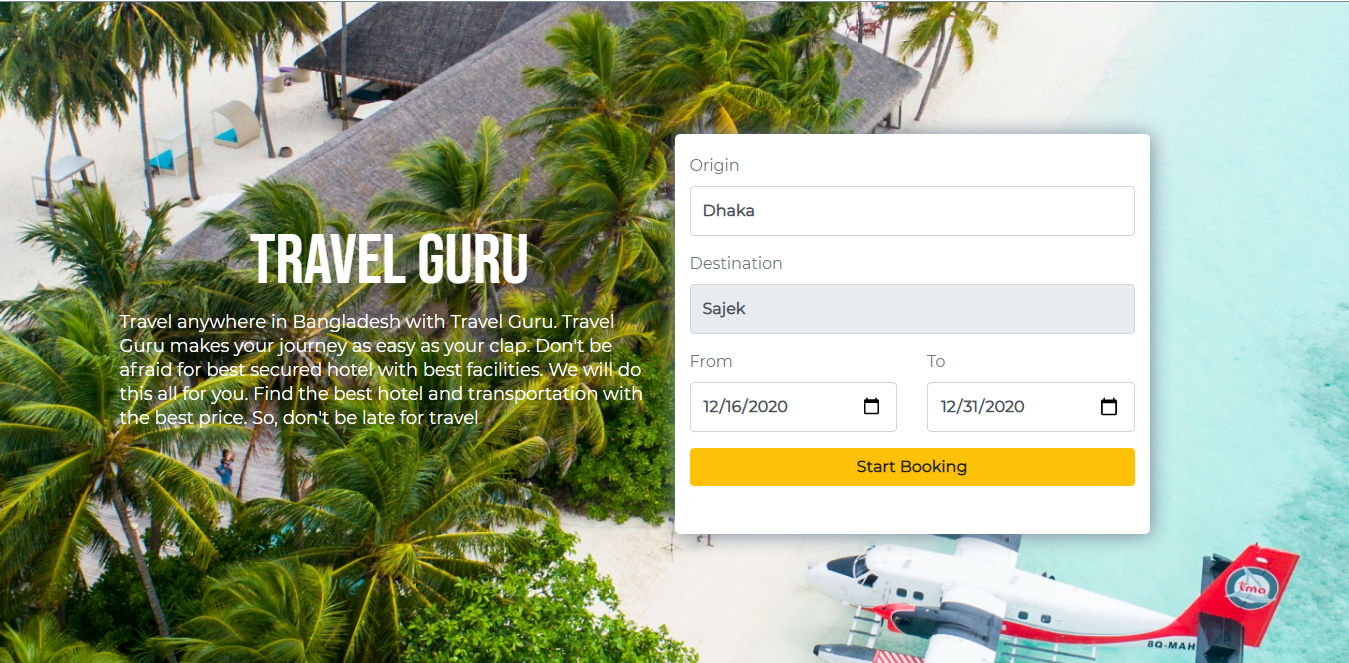 TRAVEL GURU
Travel anywhere in Bangladesh with Travel Guru. Travel
Guru makes your journey as easy as your clap. Don't be
afraid for best secured hotel with best facilities. We will do
this all for you. Find the best hotel and transportation with
the best price. So, don't be late for travel
Origin
Dhaka
Destination
Sajek
From
To
12/16/2020
12/31/2020
Start Booking
tma
8Q-MAH